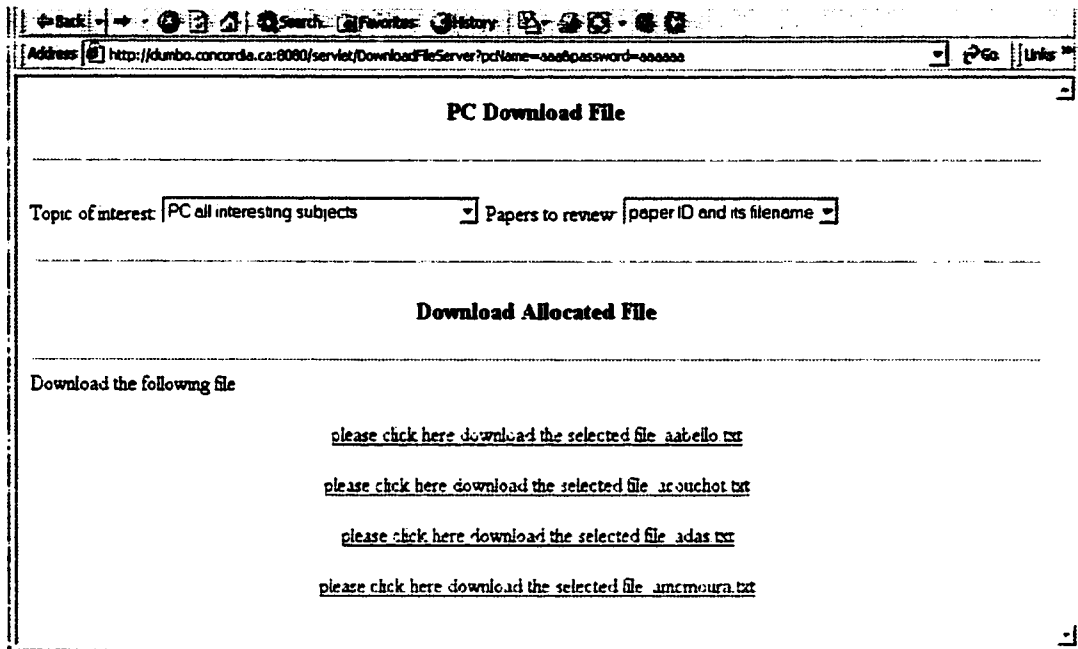 Back Search Favorites History
Address http://dumbo.concordia.ca:8080/servlet/DownloadFileServer?pcName=aaa&password=aaaaaa Go Links »
PC Download File
Topic of interest: PC all interesting subjects Papers to review: paper ID and its filename
Download Allocated File
Download the following file
please click here download the selected file aabello.txt
please click here download the selected file acouchot.txt
please click here download the selected file adas.txt
please click here download the selected file amcmoura.txt